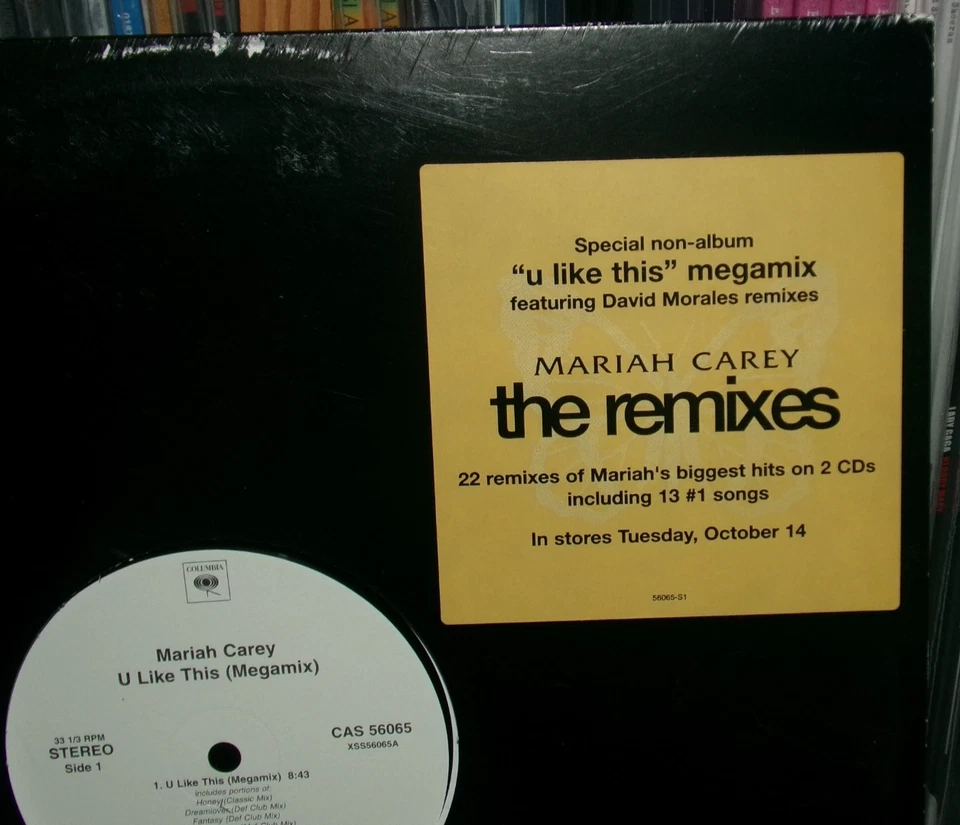 Special non-album
“u like this” megamix
featuring David Morales remixes
MARIAH CAREY
the remixes
22 remixes of Mariah's biggest hits on 2 CDs
including 13 #1 songs
In stores Tuesday, October 14
56065-S1
COLUMBIA
Mariah Carey
U Like This (Megamix)
33 1/3 RPM
STEREO
Side 1
CAS 56065
XSS56065A
1. U Like This (Megamix) 8:43
includes portions of
Honey (Classic Mix)
Dreamlover (Def Club Mix)
Fantasy (Def Club Mix)
LADY GAGA